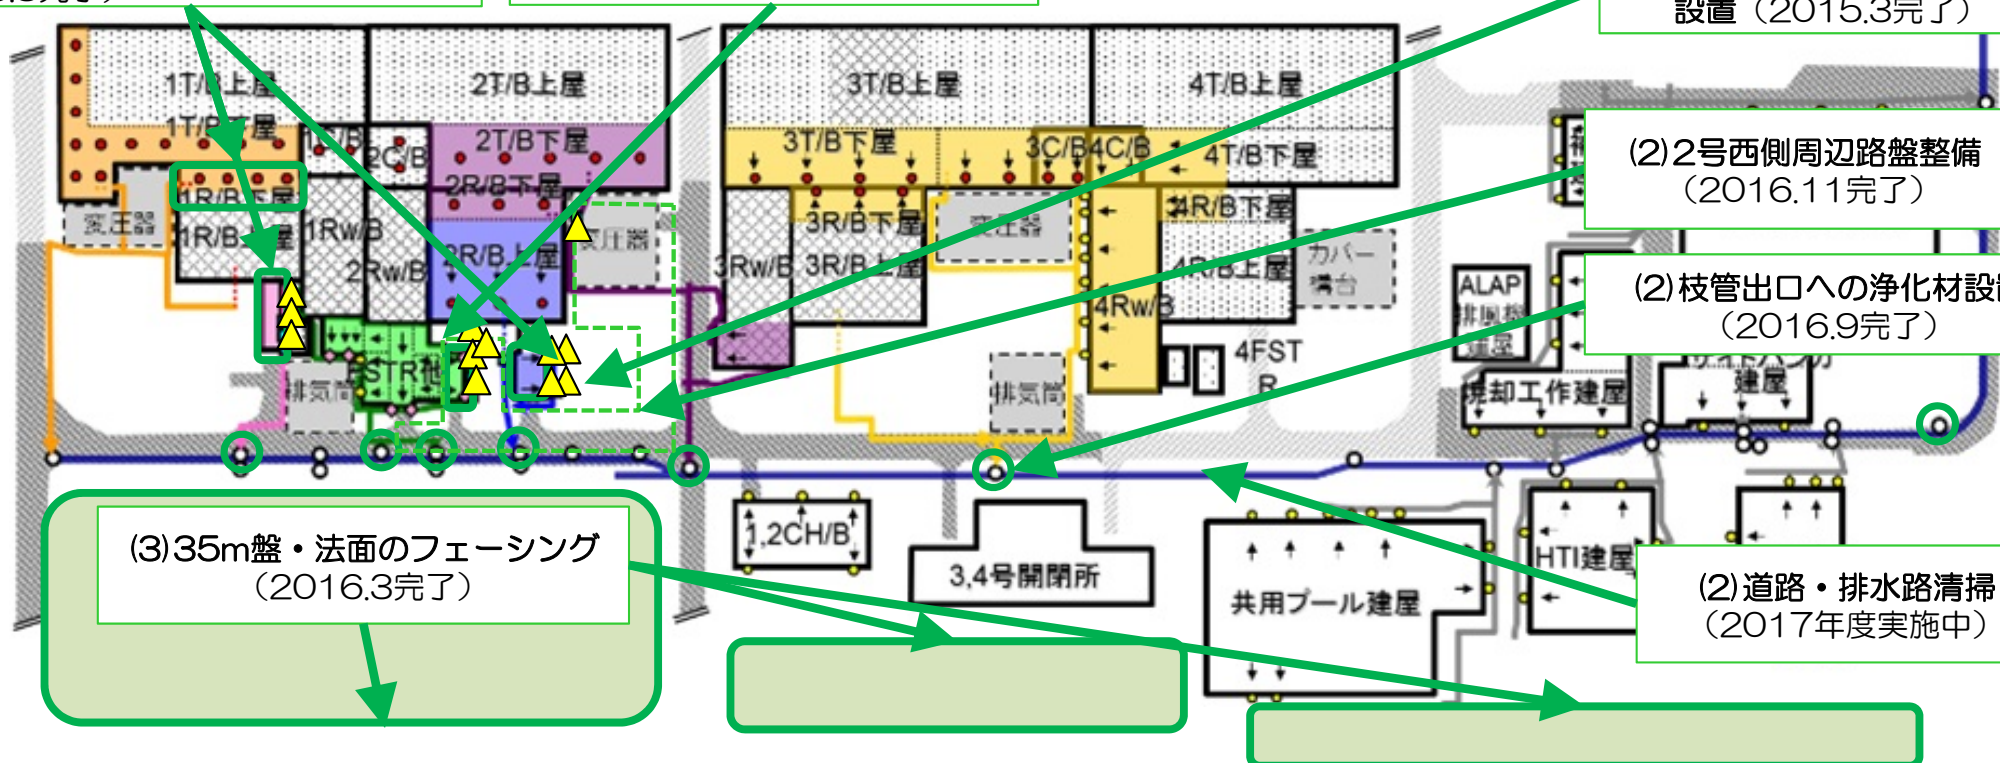 設置（2015.3完了）
1T/B上屋
2T/B上屋
3T/B上屋
4T/B上屋
1T/B下屋
2T/B下屋
3T/B下屋
4T/B下屋
2C/B
3C/B
4C/B
(2)2号西側周辺路盤整備
（2016.11完了）
1R/B下屋
2R/B下屋
3R/B下屋
4R/B下屋
変圧器
1R/B上屋
1Rw/B
2R/B上屋
変圧器
変圧器
2Rw/B
3Rw/B
3R/B上屋
4R/B上屋
カバー
構台
4Rw/B
ALAP
排風機
建屋
(2)枝管出口への浄化材設
（2016.9完了）
4FST
R
FSTR他
排気筒
排気筒
焼却工作建屋
建屋
(3)35m盤・法面のフェーシング
（2016.3完了）
1,2CH/B
3,4号開閉所
共用プール建屋
HTI建屋
(2)道路・排水路清掃
（2017年度実施中）